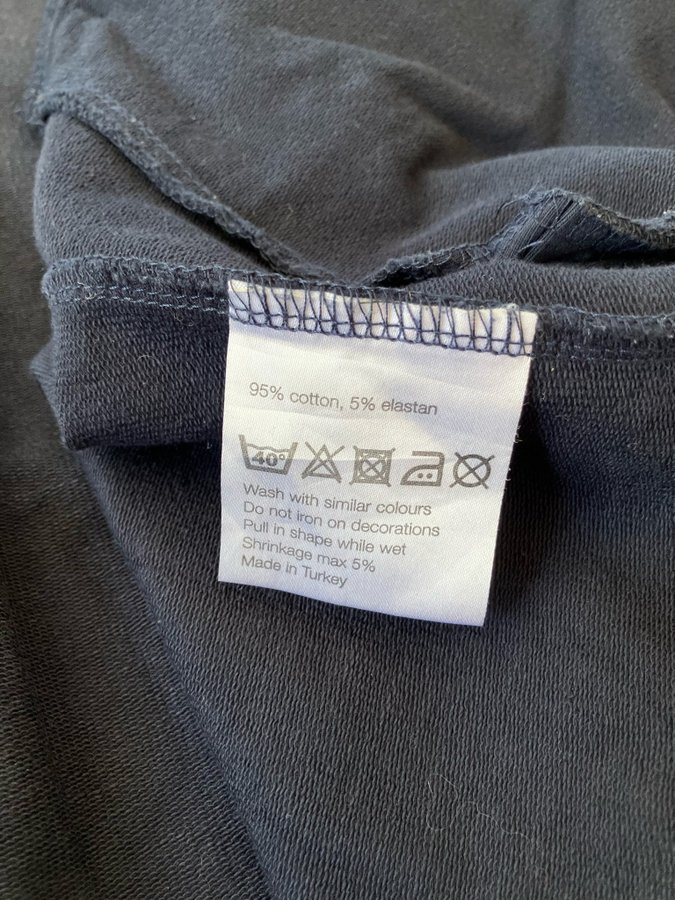 95% cotton, 5% elastan
40°
Wash with similar colours
Do not iron on decorations
Pull in shape while wet
Shrinkage max 5%
Made in Turkey